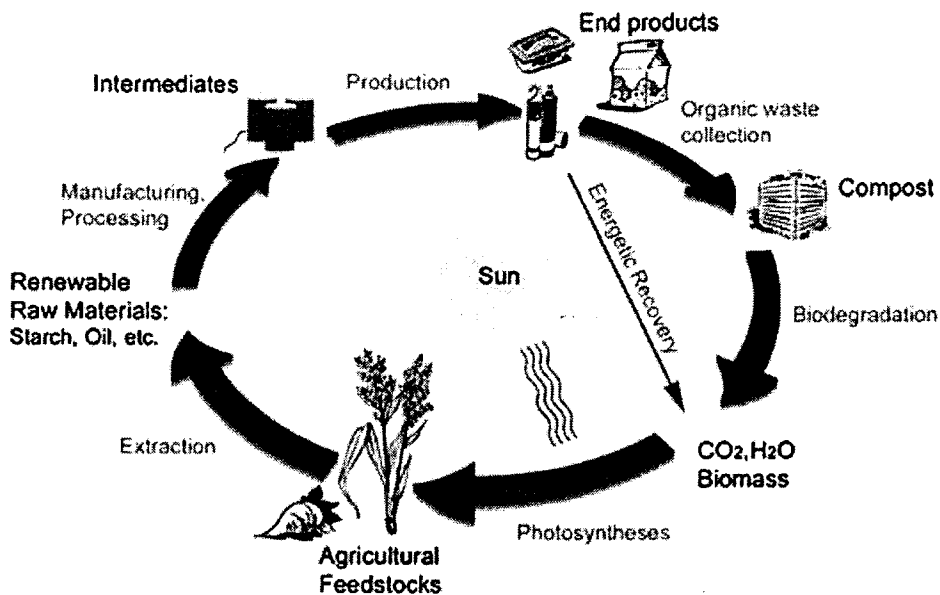 End products
Intermediates
Production
Organic waste
collection
Manufacturing,
Processing
Compost
Energetic Recovery
Sun
Renewable
Raw Materials:
Starch, Oil, etc.
Biodegradation
Extraction
CO2,H2O
Biomass
Photosyntheses
Agricultural
Feedstocks